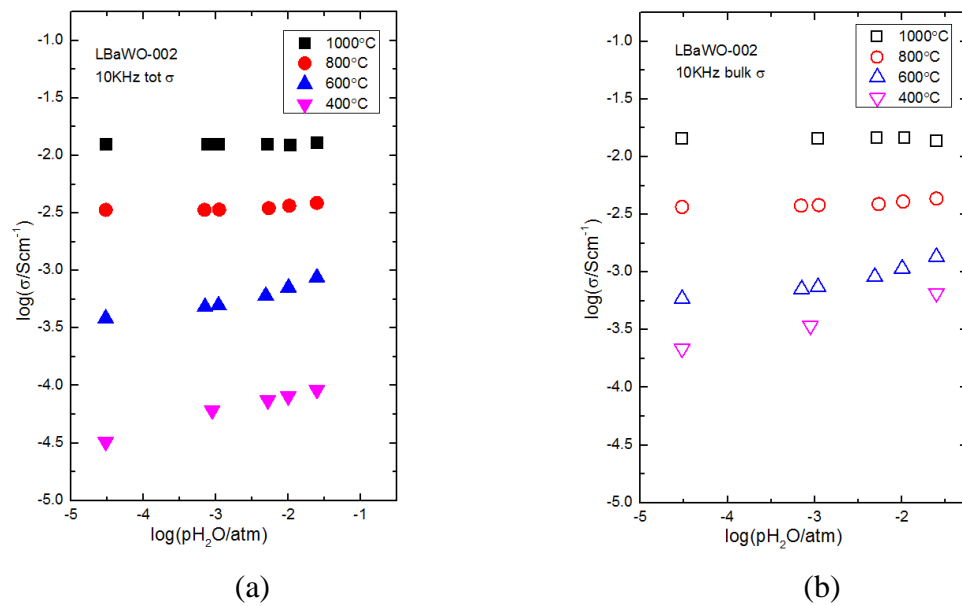 LBaWO-002
10KHz tot σ
1000°C
800°C
600°C
400°C
-1.0
-1.5
-2.0
-2.5
-3.0
-3.5
-4.0
-4.5
-5.0
log(σ/Scm⁻¹)
-5 -4 -3 -2 -1
log(pH₂O/atm)
(a)
LBaWO-002
10KHz bulk σ
1000°C
800°C
600°C
400°C
-1.0
-1.5
-2.0
-2.5
-3.0
-3.5
-4.0
-4.5
-5.0
log(σ/Scm⁻¹)
-5 -4 -3 -2
log(pH₂O/atm)
(b)